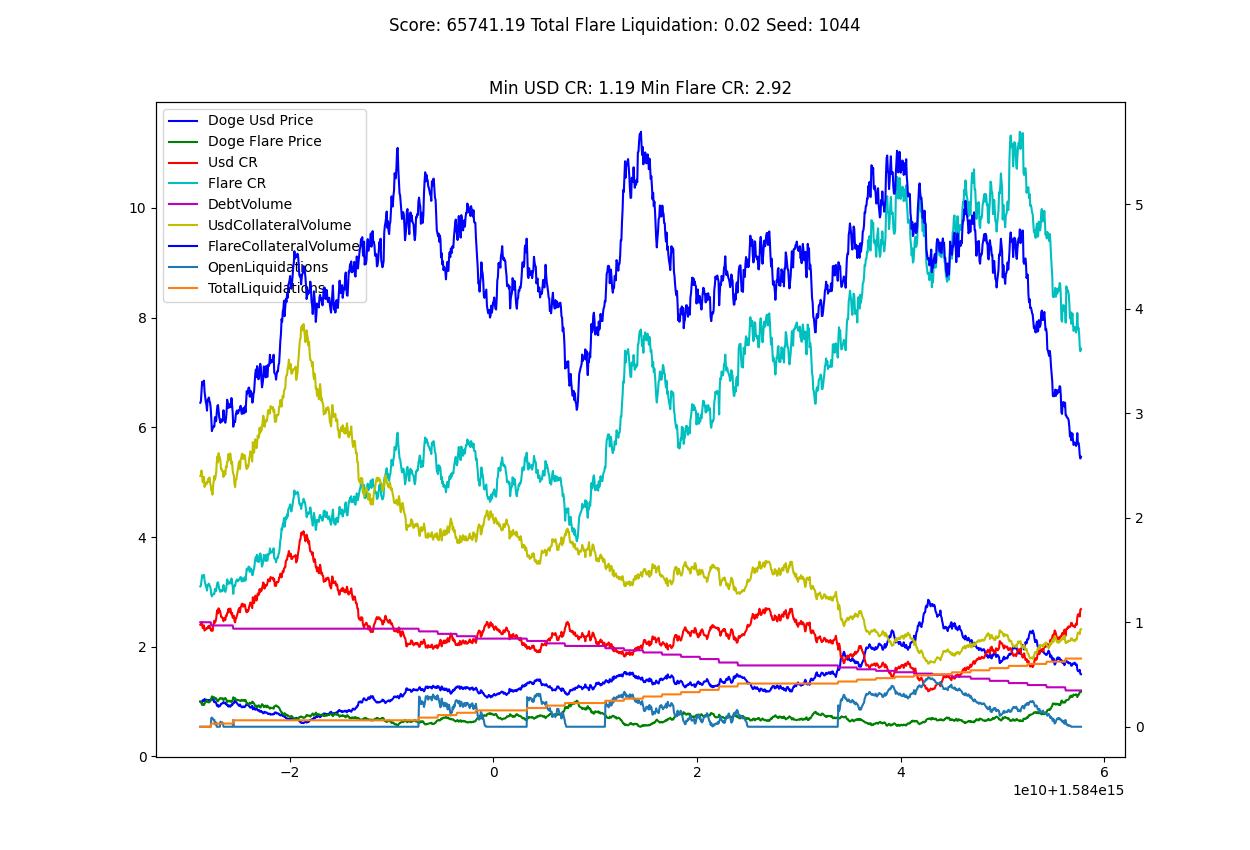 Score: 65741.19 Total Flare Liquidation: 0.02 Seed: 1044
Min USD CR: 1.19 Min Flare CR: 2.92
Doge Usd Price
Doge Flare Price
Usd CR
Flare CR
DebtVolume
UsdCollateralVolume
FlareCollateralVolume
OpenLiquidations
TotalLiquidations
10
8
6
4
2
0
5
4
3
2
1
0
−2 0 2 4 6
1e10+1.584e15